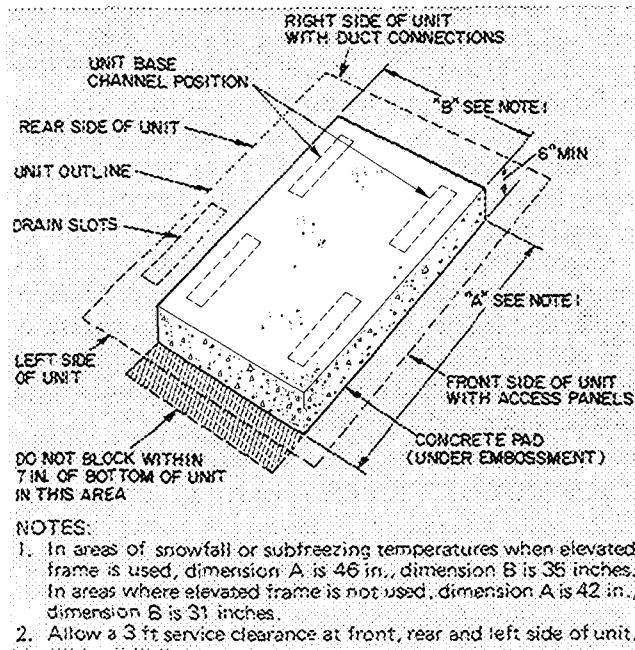 RIGHT SIDE OF UNIT
WITH DUCT CONNECTIONS
UNIT BASE
CHANNEL POSITION
"B" SEE NOTE 1
REAR SIDE OF UNIT
6" MIN
UNIT OUTLINE
DRAIN SLOTS
"A" SEE NOTE 1
LEFT SIDE
OF UNIT
FRONT SIDE OF UNIT
WITH ACCESS PANELS
CONCRETE PAD
(UNDER EMBOSSMENT)
DO NOT BLOCK WITHIN
7 IN. OF BOTTOM OF UNIT
IN THIS AREA
NOTES:
1. In areas of snowfall or subfreezing temperatures when elevated
frame is used, dimension A is 46 in., dimension B is 35 inches.
In areas where elevated frame is not used, dimension A is 42 in.,
dimension B is 31 inches.
2. Allow a 3 ft service clearance at front, rear and left side of unit.